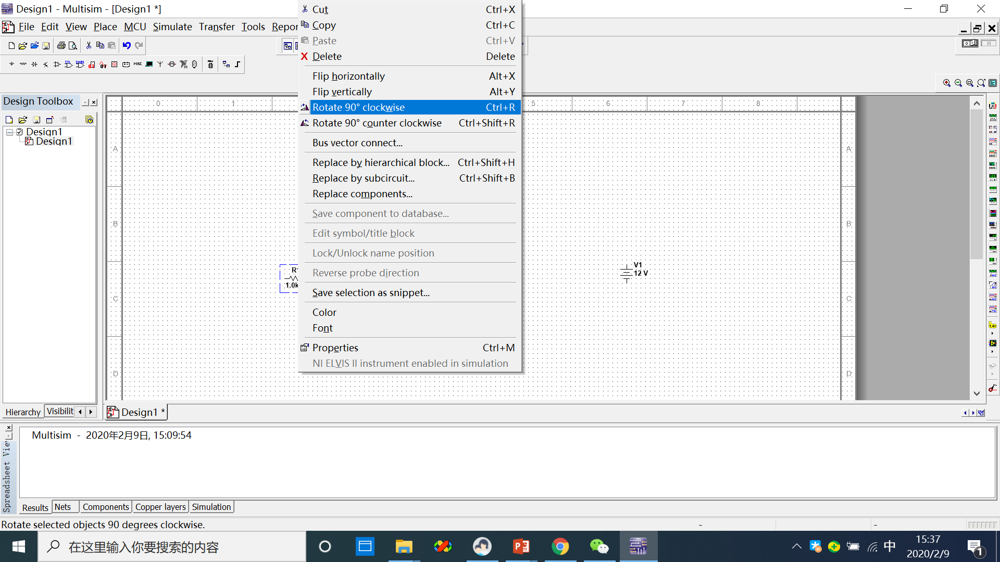 Design1 - Multisim - [Design1 *]
File Edit View Place MCU Simulate Transfer Tools Repor
Cut Ctrl+X
Copy Ctrl+C
Paste Ctrl+V
Delete Delete
Flip horizontally Alt+X
Flip vertically Alt+Y
Rotate 90° clockwise Ctrl+R
Rotate 90° counter clockwise Ctrl+Shift+R
Bus vector connect...
Replace by hierarchical block... Ctrl+Shift+H
Replace by subcircuit... Ctrl+Shift+B
Replace components...
Save component to database...
Edit symbol/title block
Lock/Unlock name position
Reverse probe direction
Save selection as snippet...
Color
Font
Properties Ctrl+M
NI ELVIS II instrument enabled in simulation
MISC
Design Toolbox
Design1
Design1
0 1 5 6 8
A A
B B
C C
D D
R1
1.0k
V1
12 V
Hierarchy Visibilit
Design1 *
Multisim - 2020年2月9日, 15:09:54
Spreadsheet Vie
Results Nets Components Copper layers Simulation
Rotate selected objects 90 degrees clockwise.
- -
在这里输入你要搜索的内容
中
15:37
2020/2/9
1